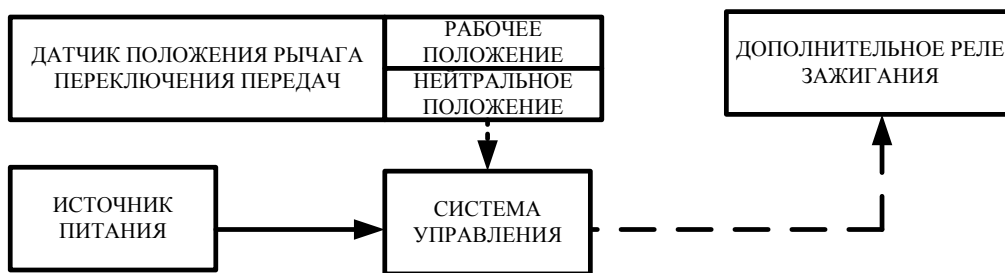 ДАТЧИК ПОЛОЖЕНИЯ РЫЧАГА
ПЕРЕКЛЮЧЕНИЯ ПЕРЕДАЧ
РАБОЧЕЕ
ПОЛОЖЕНИЕ
НЕЙТРАЛЬНОЕ
ПОЛОЖЕНИЕ
ДОПОЛНИТЕЛЬНОЕ РЕЛЕ
ЗАЖИГАНИЯ
ИСТОЧНИК
ПИТАНИЯ
СИСТЕМА
УПРАВЛЕНИЯ